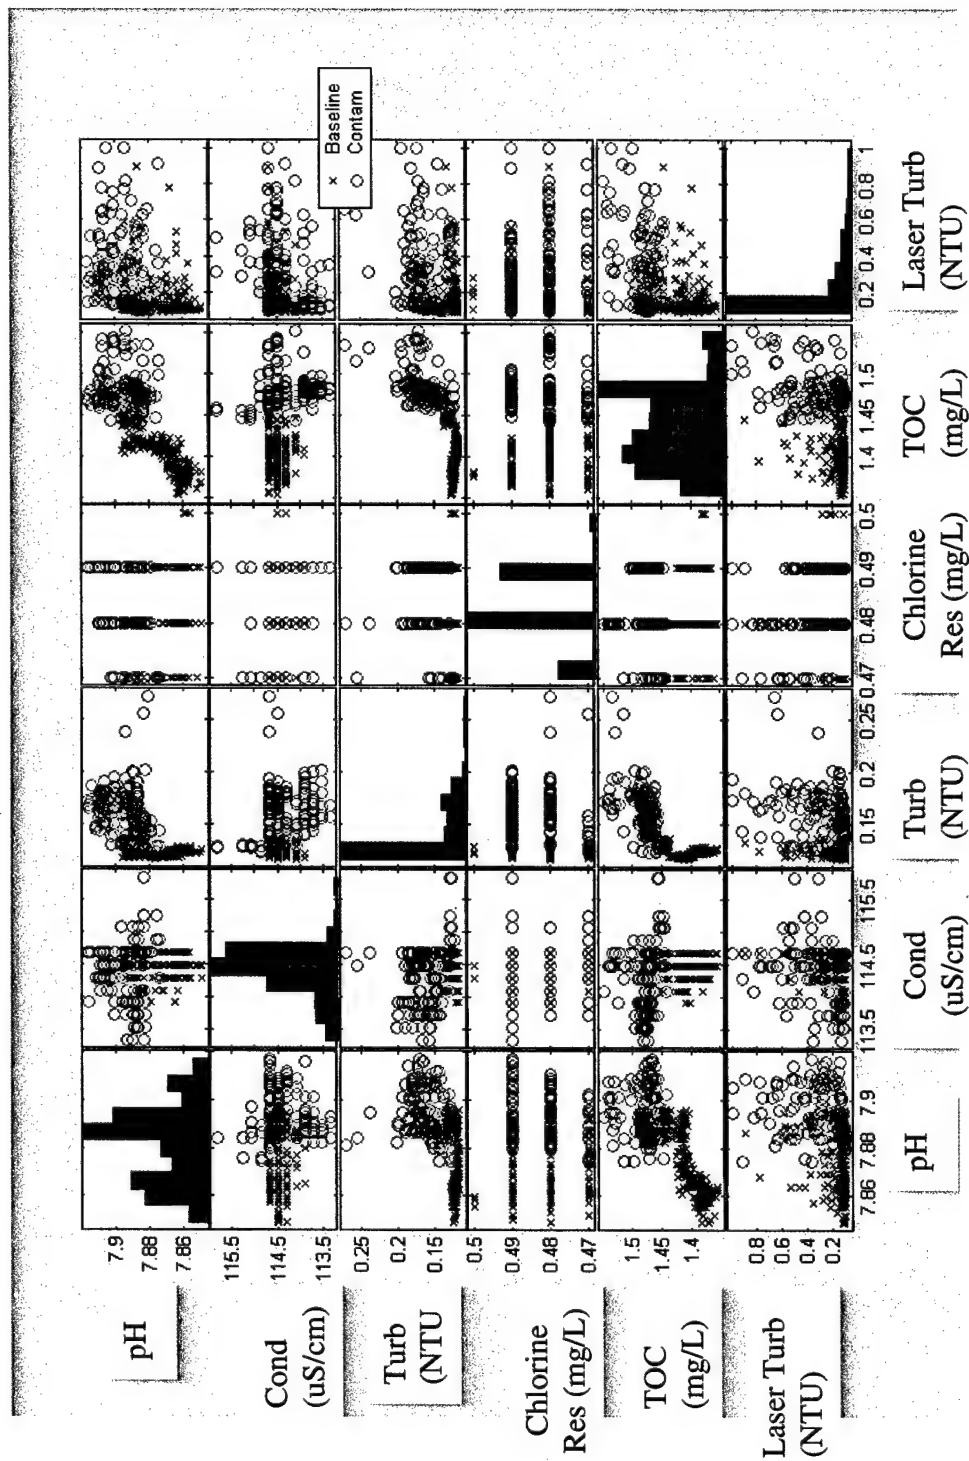 Baseline
Contam
pH
7.9
7.88
7.86
Cond
(uS/cm)
115.5
114.5
113.5
Turb
(NTU
0.25
0.2
0.15
Chlorine
Res (mg/L)
0.5
0.49
0.48
0.47
TOC
(mg/L)
1.5
1.45
1.4
Laser Turb
(NTU)
0.8
0.6
0.4
0.2
7.86
7.88
7.9
113.5
114.5
115.5
0.15
0.2
0.25
0.47
0.48
0.49
0.5
1.4
1.45
1.5
0.2
0.4
0.6
0.8
1
pH
Cond
(uS/cm)
Turb
(NTU)
Chlorine
Res (mg/L)
TOC
(mg/L)
Laser Turb
(NTU)